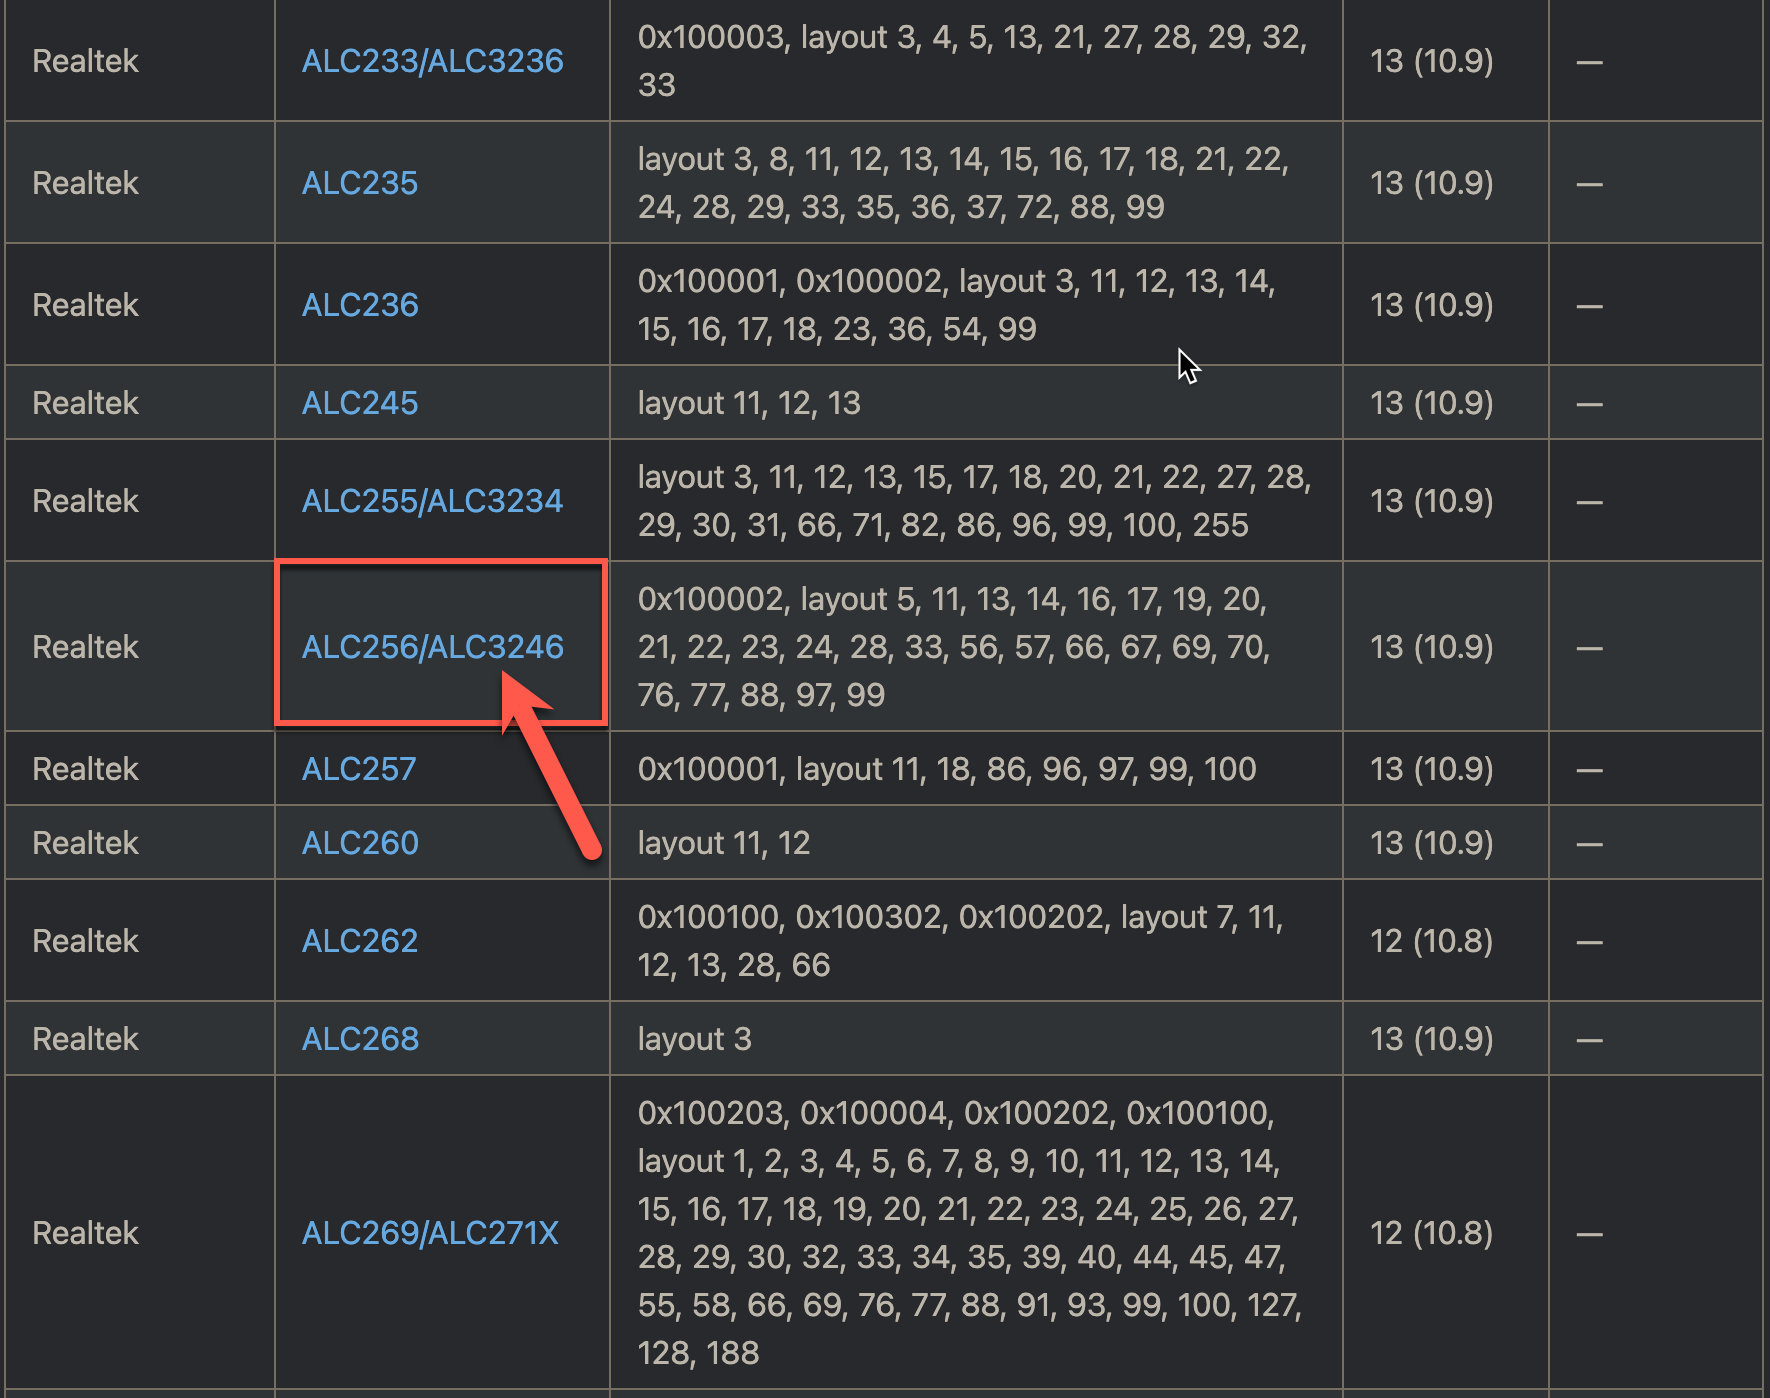 Realtek
ALC233/ALC3236
0x100003, layout 3, 4, 5, 13, 21, 27, 28, 29, 32,
33
13 (10.9)
—
Realtek
ALC235
layout 3, 8, 11, 12, 13, 14, 15, 16, 17, 18, 21, 22,
24, 28, 29, 33, 35, 36, 37, 72, 88, 99
13 (10.9)
—
Realtek
ALC236
0x100001, 0x100002, layout 3, 11, 12, 13, 14,
15, 16, 17, 18, 23, 36, 54, 99
13 (10.9)
—
Realtek
ALC245
layout 11, 12, 13
13 (10.9)
—
Realtek
ALC255/ALC3234
layout 3, 11, 12, 13, 15, 17, 18, 20, 21, 22, 27, 28,
29, 30, 31, 66, 71, 82, 86, 96, 99, 100, 255
13 (10.9)
—
Realtek
ALC256/ALC3246
0x100002, layout 5, 11, 13, 14, 16, 17, 19, 20,
21, 22, 23, 24, 28, 33, 56, 57, 66, 67, 69, 70,
76, 77, 88, 97, 99
13 (10.9)
—
Realtek
ALC257
0x100001, layout 11, 18, 86, 96, 97, 99, 100
13 (10.9)
—
Realtek
ALC260
layout 11, 12
13 (10.9)
—
Realtek
ALC262
0x100100, 0x100302, 0x100202, layout 7, 11,
12, 13, 28, 66
12 (10.8)
—
Realtek
ALC268
layout 3
13 (10.9)
—
Realtek
ALC269/ALC271X
0x100203, 0x100004, 0x100202, 0x100100,
layout 1, 2, 3, 4, 5, 6, 7, 8, 9, 10, 11, 12, 13, 14,
15, 16, 17, 18, 19, 20, 21, 22, 23, 24, 25, 26, 27,
28, 29, 30, 32, 33, 34, 35, 39, 40, 44, 45, 47,
55, 58, 66, 69, 76, 77, 88, 91, 93, 99, 100, 127,
128, 188
12 (10.8)
—